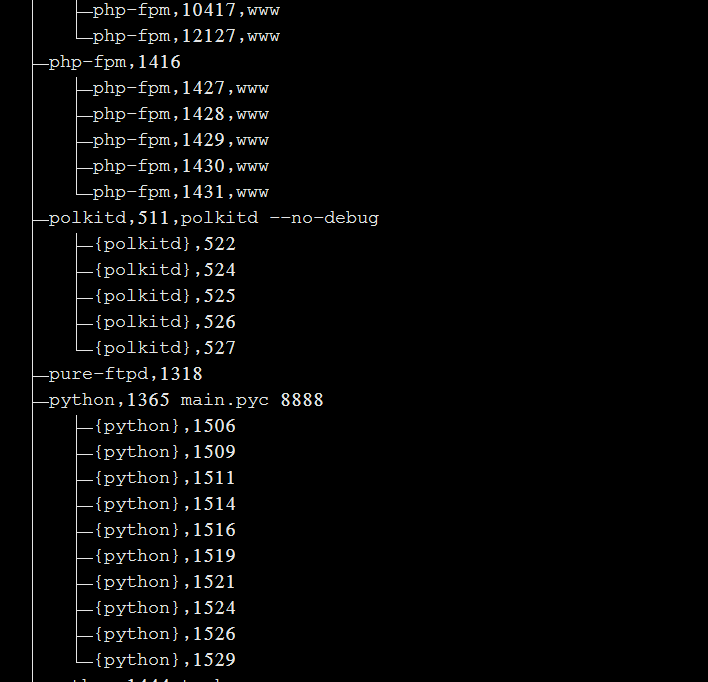 php-fpm,10417,www
php-fpm,12127,www
php-fpm,1416
php-fpm,1427,www
php-fpm,1428,www
php-fpm,1429,www
php-fpm,1430,www
php-fpm,1431,www
polkitd,511,polkitd --no-debug
{polkitd},522
{polkitd},524
{polkitd},525
{polkitd},526
{polkitd},527
pure-ftpd,1318
python,1365 main.pyc 8888
{python},1506
{python},1509
{python},1511
{python},1514
{python},1516
{python},1519
{python},1521
{python},1524
{python},1526
{python},1529